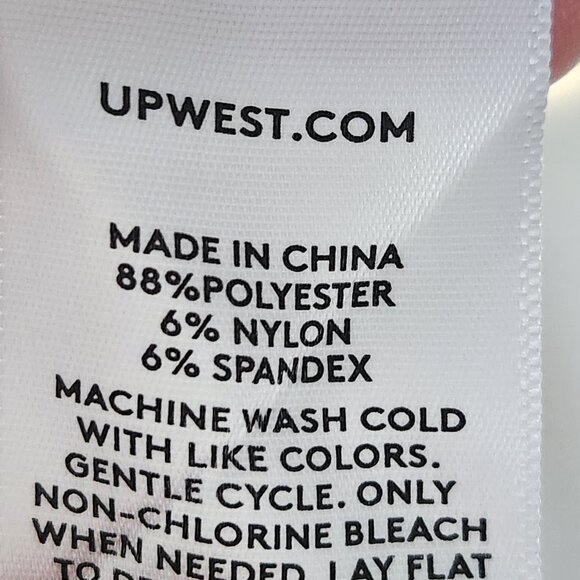 UPWEST.COM
MADE IN CHINA
88%POLYESTER
6% NYLON
6% SPANDEX
MACHINE WASH COLD
WITH LIKE COLORS.
GENTLE CYCLE. ONLY
NON-CHLORINE BLEACH
WHEN NEEDED. LAY FLAT
TO